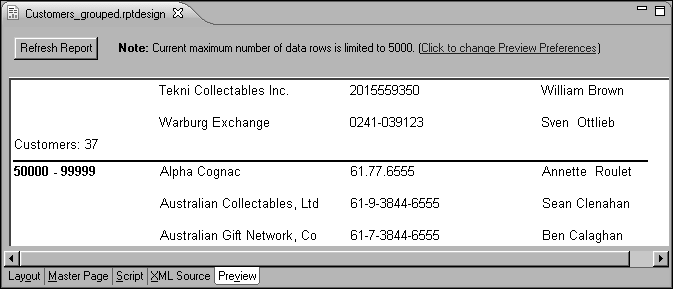 Customers_grouped.rptdesign
Refresh Report Note: Current maximum number of data rows is limited to 5000. (Click to change Preview Preferences)
Tekni Collectables Inc. 2015559350 William Brown
Warburg Exchange 0241-039123 Sven Ottlieb
Customers: 37
50000 - 99999 Alpha Cognac 61.77.6555 Annette Roulet
Australian Collectables, Ltd 61-9-3844-6555 Sean Clenahan
Australian Gift Network, Co 61-7-3844-6555 Ben Calaghan
Layout Master Page Script XML Source Preview